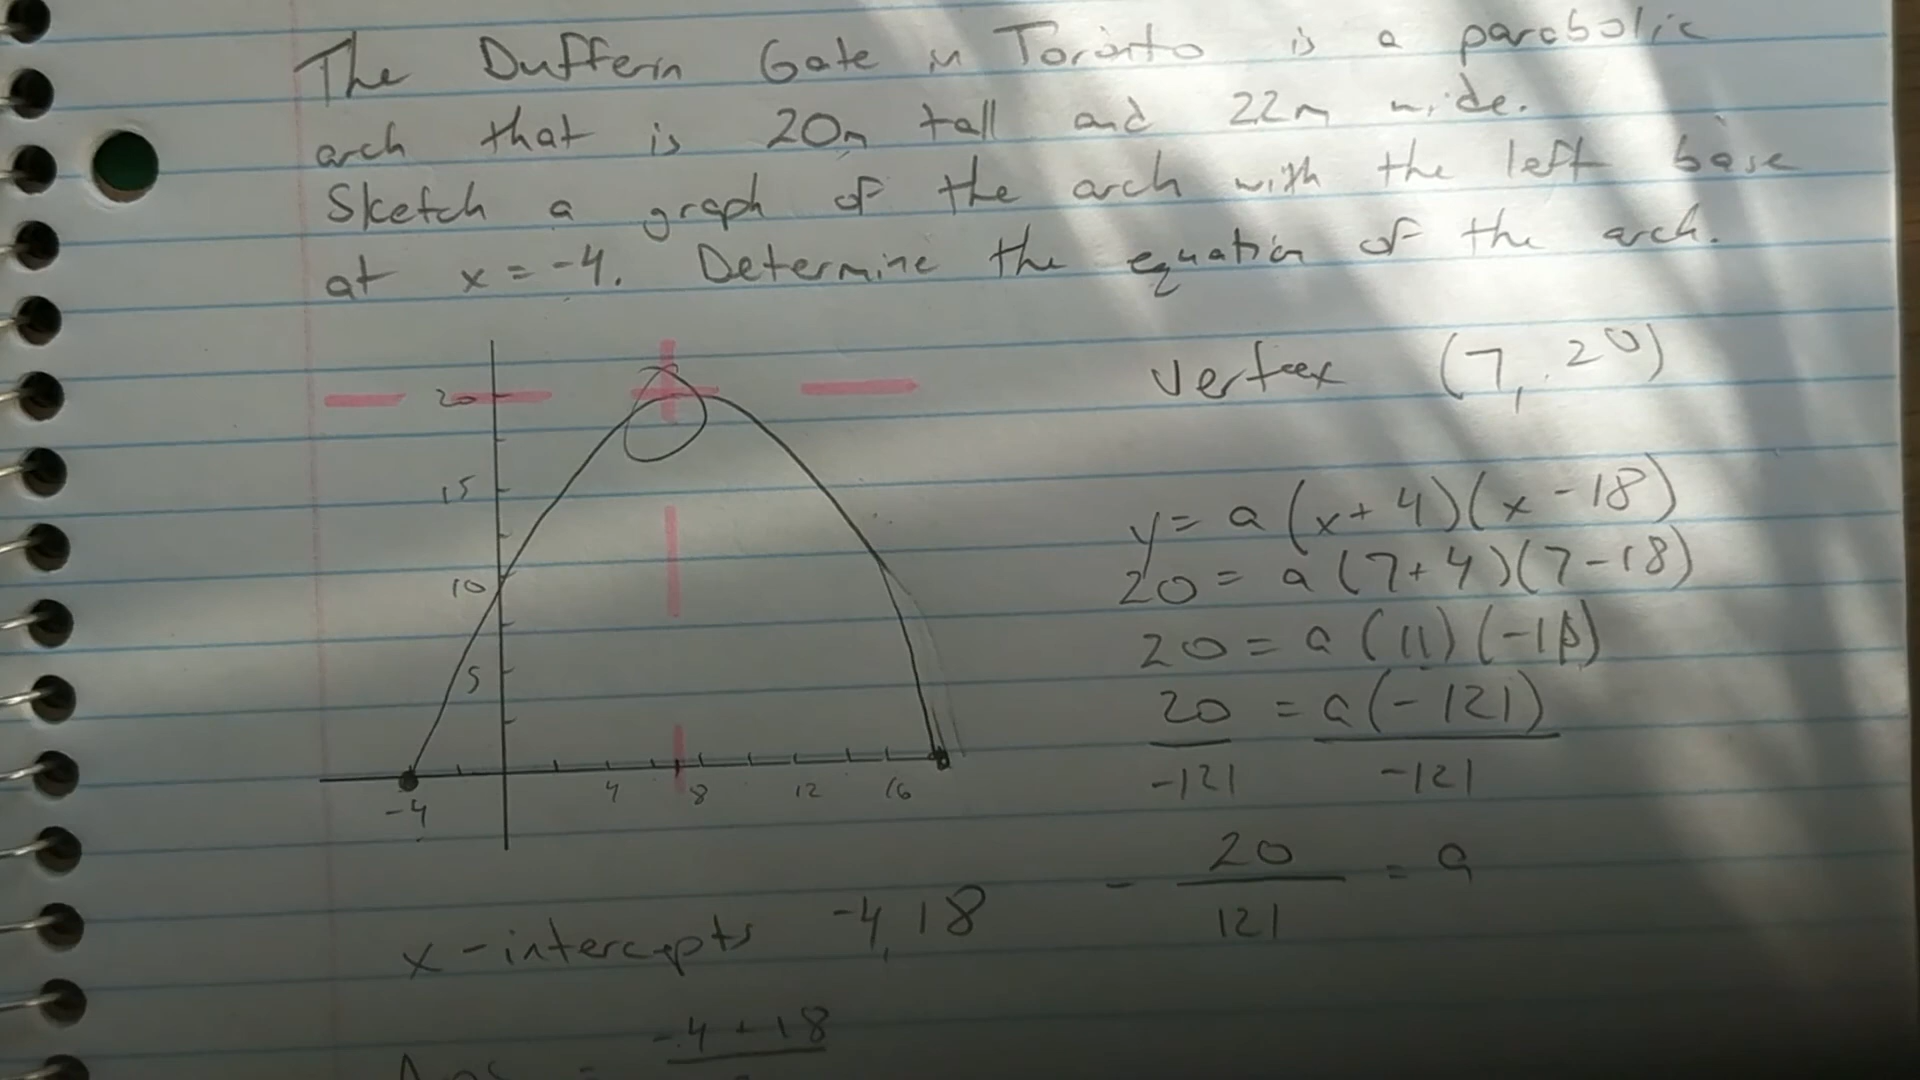 The Dufferin Gate in Toronto is a parabolic
arch that is 20m tall and 22m wide.
Sketch a graph of the arch with the left base
at x = -4. Determine the equation of the arch.
vertex (7, 20)
20
15
10
5
-4 4 8 12 16
y = a(x+4)(x-18)
20 = a(7+4)(7-18)
20 = a(11)(-11)
20 = a(-121)
-121 -121
- 20 = a
121
x-intercepts -4, 18
-4+18
=